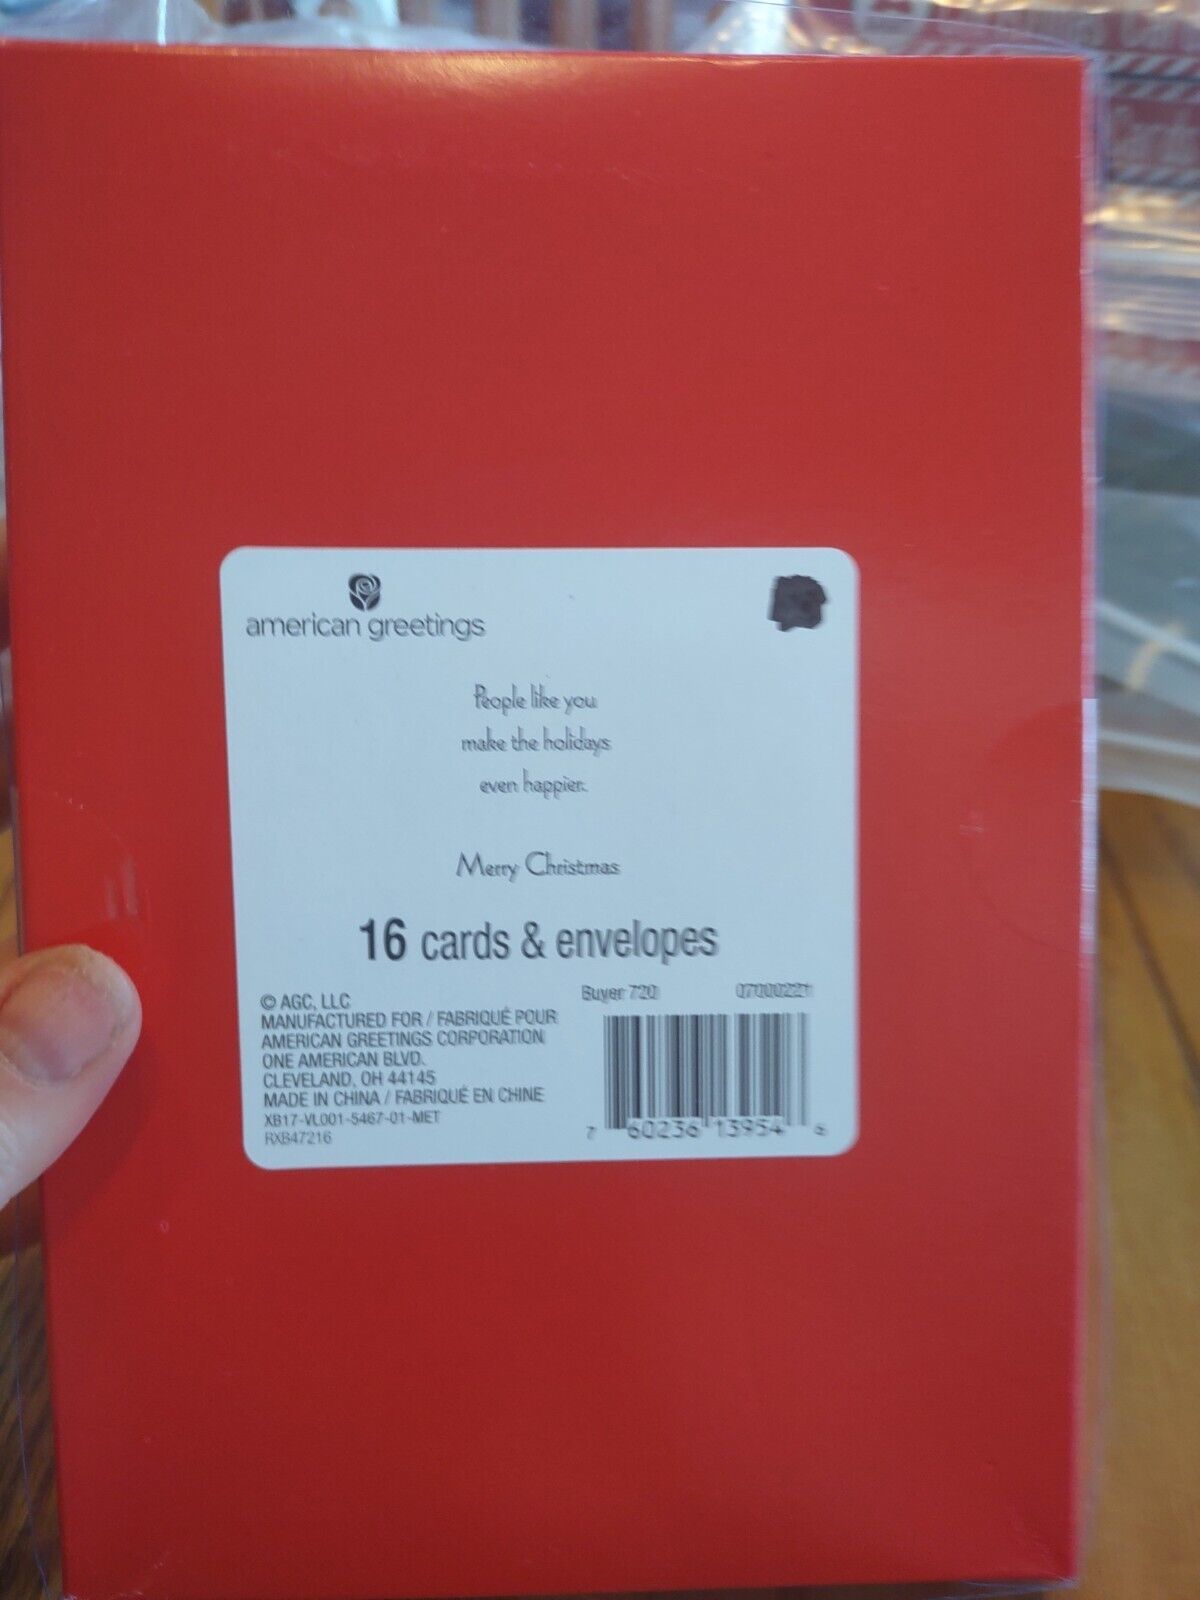 american greetings
People like you
make the holidays
even happier.
Merry Christmas
16 cards & envelopes
© AGC, LLC
MANUFACTURED FOR / FABRIQUÉ POUR
AMERICAN GREETINGS CORPORATION
ONE AMERICAN BLVD.
CLEVELAND, OH 44145
MADE IN CHINA / FABRIQUÉ EN CHINE
XB17-VL001-5467-01-MET
RXB47216
Buyer 720 07000221
7 60236 13954 6
Cards